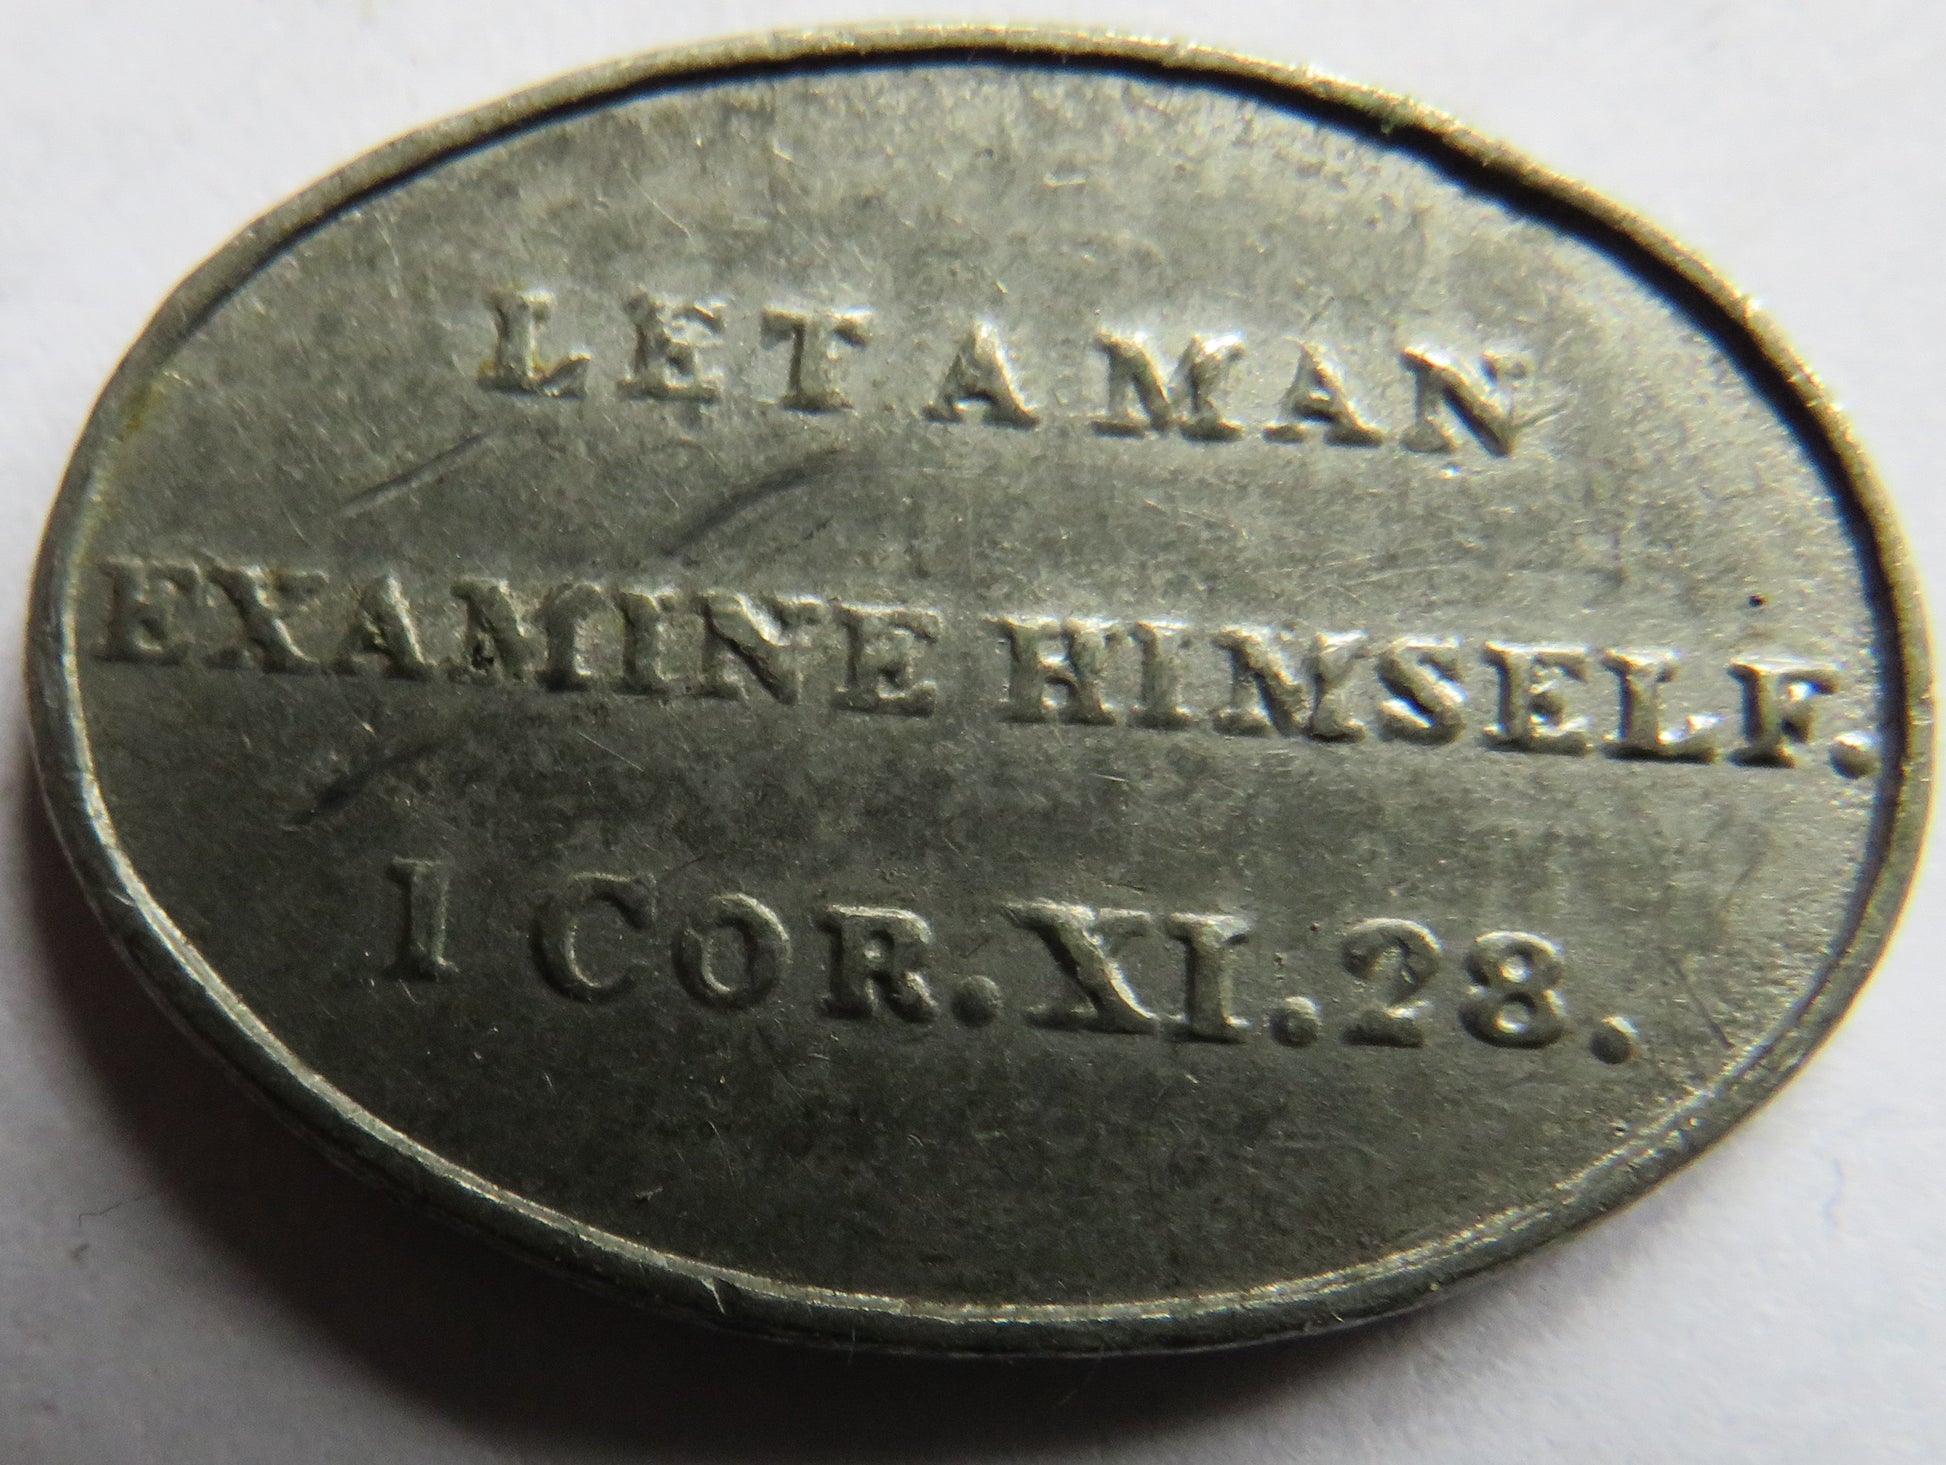 LET A MAN
EXAMINE HIMSELF.
1 COR. XI. 28.